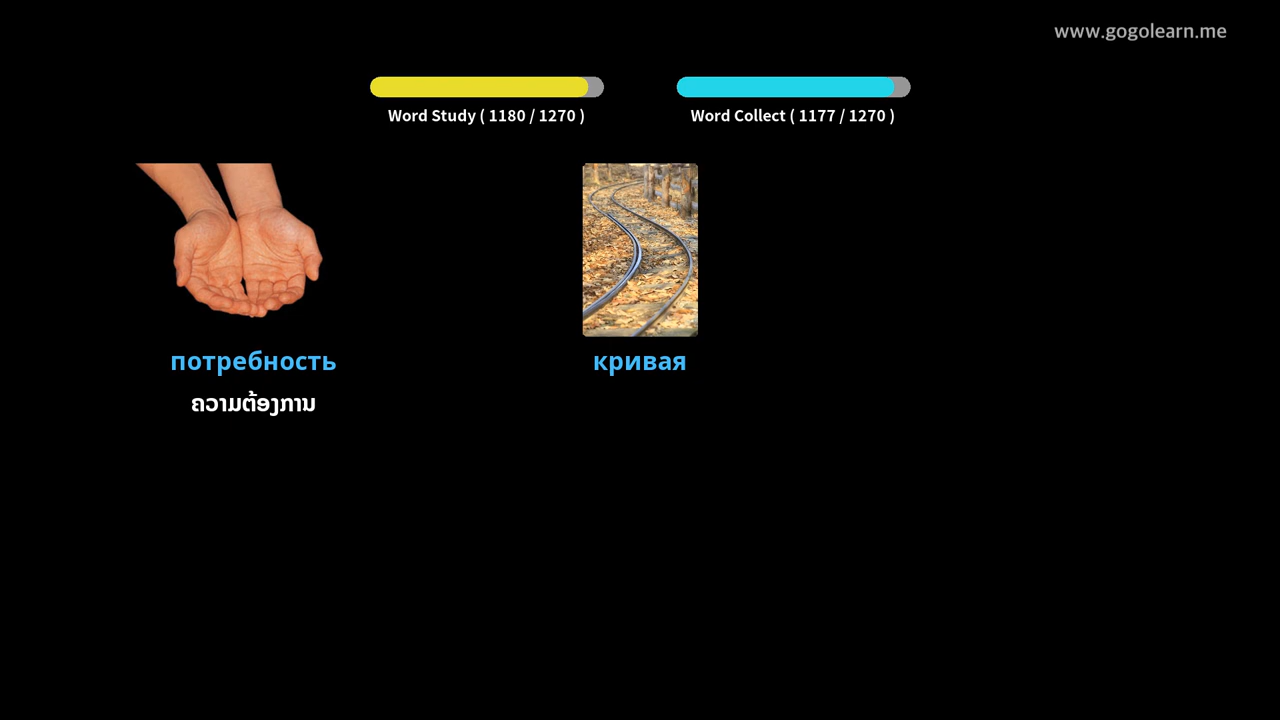 www.gogolearn.me
Word Study ( 1180 / 1270 )
Word Collect ( 1177 / 1270 )
потребность
кривая
ຄວາມຕ້ອງການ